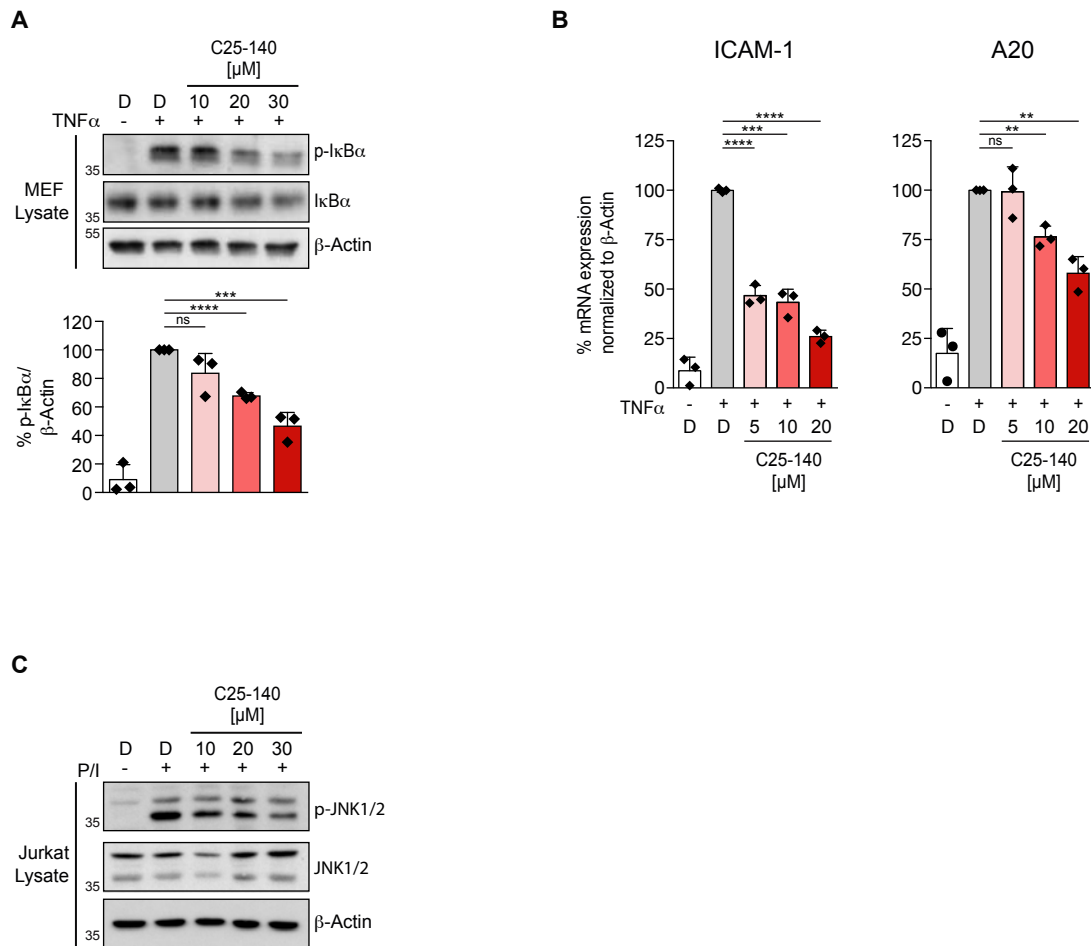 A
C25-140
[µM]
D D 10 20 30
TNFα - + + + +
MEF
Lysate
35
p-IκBα
35
IκBα
55
β-Actin
% p-IκBα/
β-Actin
120
100
80
60
40
20
0
ns
****
***
B
ICAM-1
% mRNA expression
normalized to β-Actin
125
100
75
50
25
0
****
***
****
TNFα - + + + +
D D 5 10 20
C25-140
[µM]
A20
125
100
75
50
25
0
**
**
ns
- + + + +
D D 5 10 20
C25-140
[µM]
C
C25-140
[µM]
D D 10 20 30
P/I - + + + +
Jurkat
Lysate
35
p-JNK1/2
35
JNK1/2
35
β-Actin